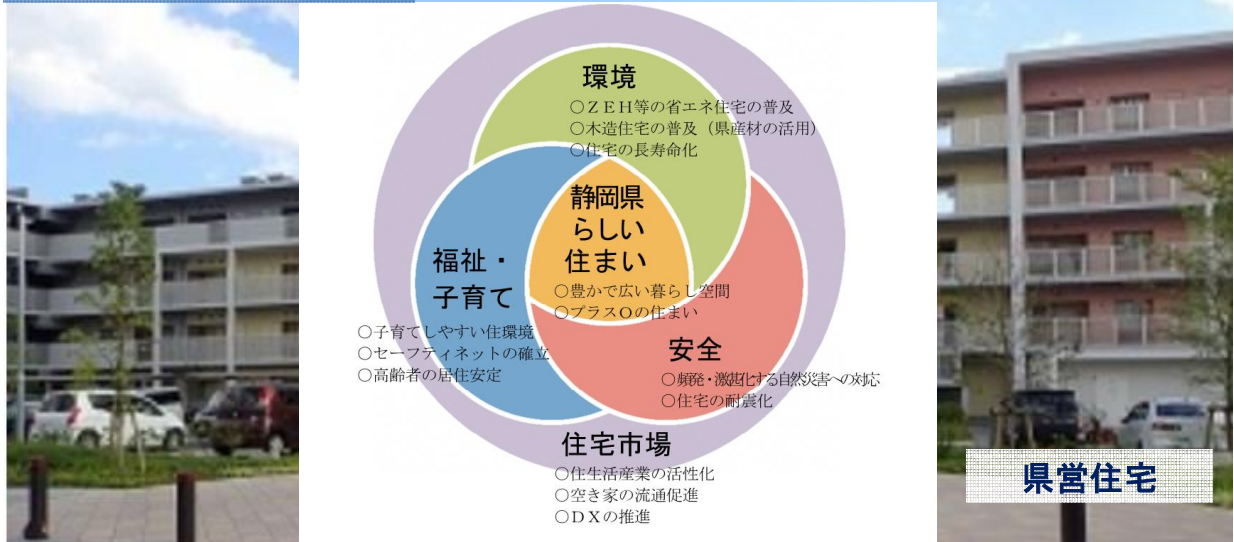 環境
○ZEH等の省エネ住宅の普及
○木造住宅の普及（県産材の活用）
○住宅の長寿命化
静岡県
らしい
住まい
○豊かで広い暮らし空間
○プラスOの住まい
福祉・
子育て
○子育てしやすい住環境
○セーフティネットの確立
○高齢者の居住安定
安全
○頻発・激甚化する自然災害への対応
○住宅の耐震化
住宅市場
○住生活産業の活性化
○空き家の流通促進
○DXの推進
県営住宅